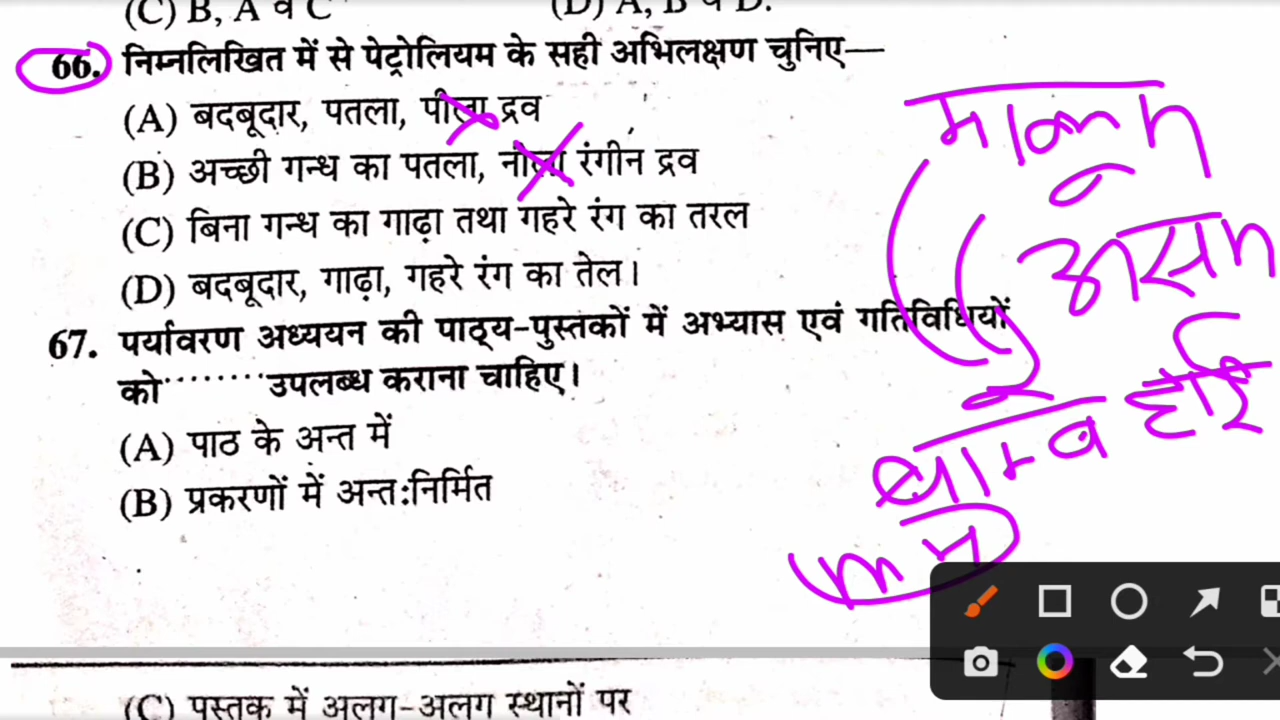 (C) B, A व C (D) A, B व D.
66. निम्नलिखित में से पेट्रोलियम के सही अभिलक्षण चुनिए—
(A) बदबूदार, पतला, पीला द्रव
(B) अच्छी गन्ध का पतला, नीला रंगीन द्रव
(C) बिना गन्ध का गाढ़ा तथा गहरे रंग का तरल
(D) बदबूदार, गाढ़ा, गहरे रंग का तेल।
67. पर्यावरण अध्ययन की पाठ्य-पुस्तकों में अभ्यास एवं गतिविधियों
को········उपलब्ध कराना चाहिए।
(A) पाठ के अन्त में
(B) प्रकरणों में अन्त:निर्मित
(C) पुस्तक में अलग-अलग स्थानों पर